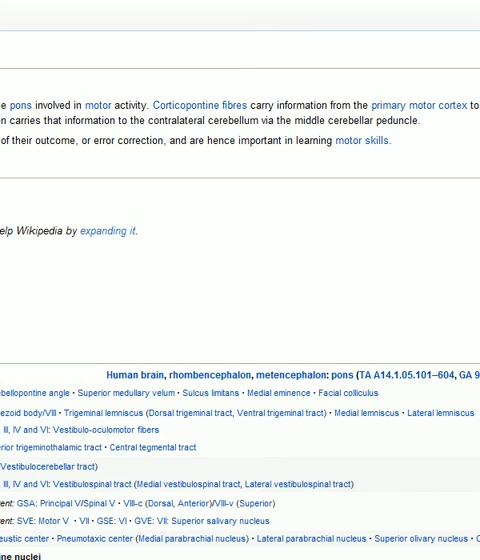 e pons involved in motor activity. Corticopontine fibres carry information from the primary motor cortex to
n carries that information to the contralateral cerebellum via the middle cerebellar peduncle.
of their outcome, or error correction, and are hence important in learning motor skills.
elp Wikipedia by expanding it.
Human brain, rhombencephalon, metencephalon: pons (TA A14.1.05.101–604, GA 9
ebellopontine angle · Superior medullary velum · Sulcus limitans · Medial eminence · Facial colliculus
ezoid body/VIII · Trigeminal lemniscus (Dorsal trigeminal tract, Ventral trigeminal tract) · Medial lemniscus · Lateral lemniscus
III, IV and VI: Vestibulo-oculomotor fibers
rior trigeminothalamic tract · Central tegmental tract
Vestibulocerebellar tract)
III, IV and VI: Vestibulospinal tract (Medial vestibulospinal tract, Lateral vestibulospinal tract)
rent: GSA: Principal V/Spinal V · VIII-c (Dorsal, Anterior)/VIII-v (Superior)
rent: SVE: Motor V · VII · GSE: VI · GVE: VII: Superior salivary nucleus
eustic center · Pneumotaxic center (Medial parabrachial nucleus) · Lateral parabrachial nucleus · Superior olivary nucleus · C
ine nuclei